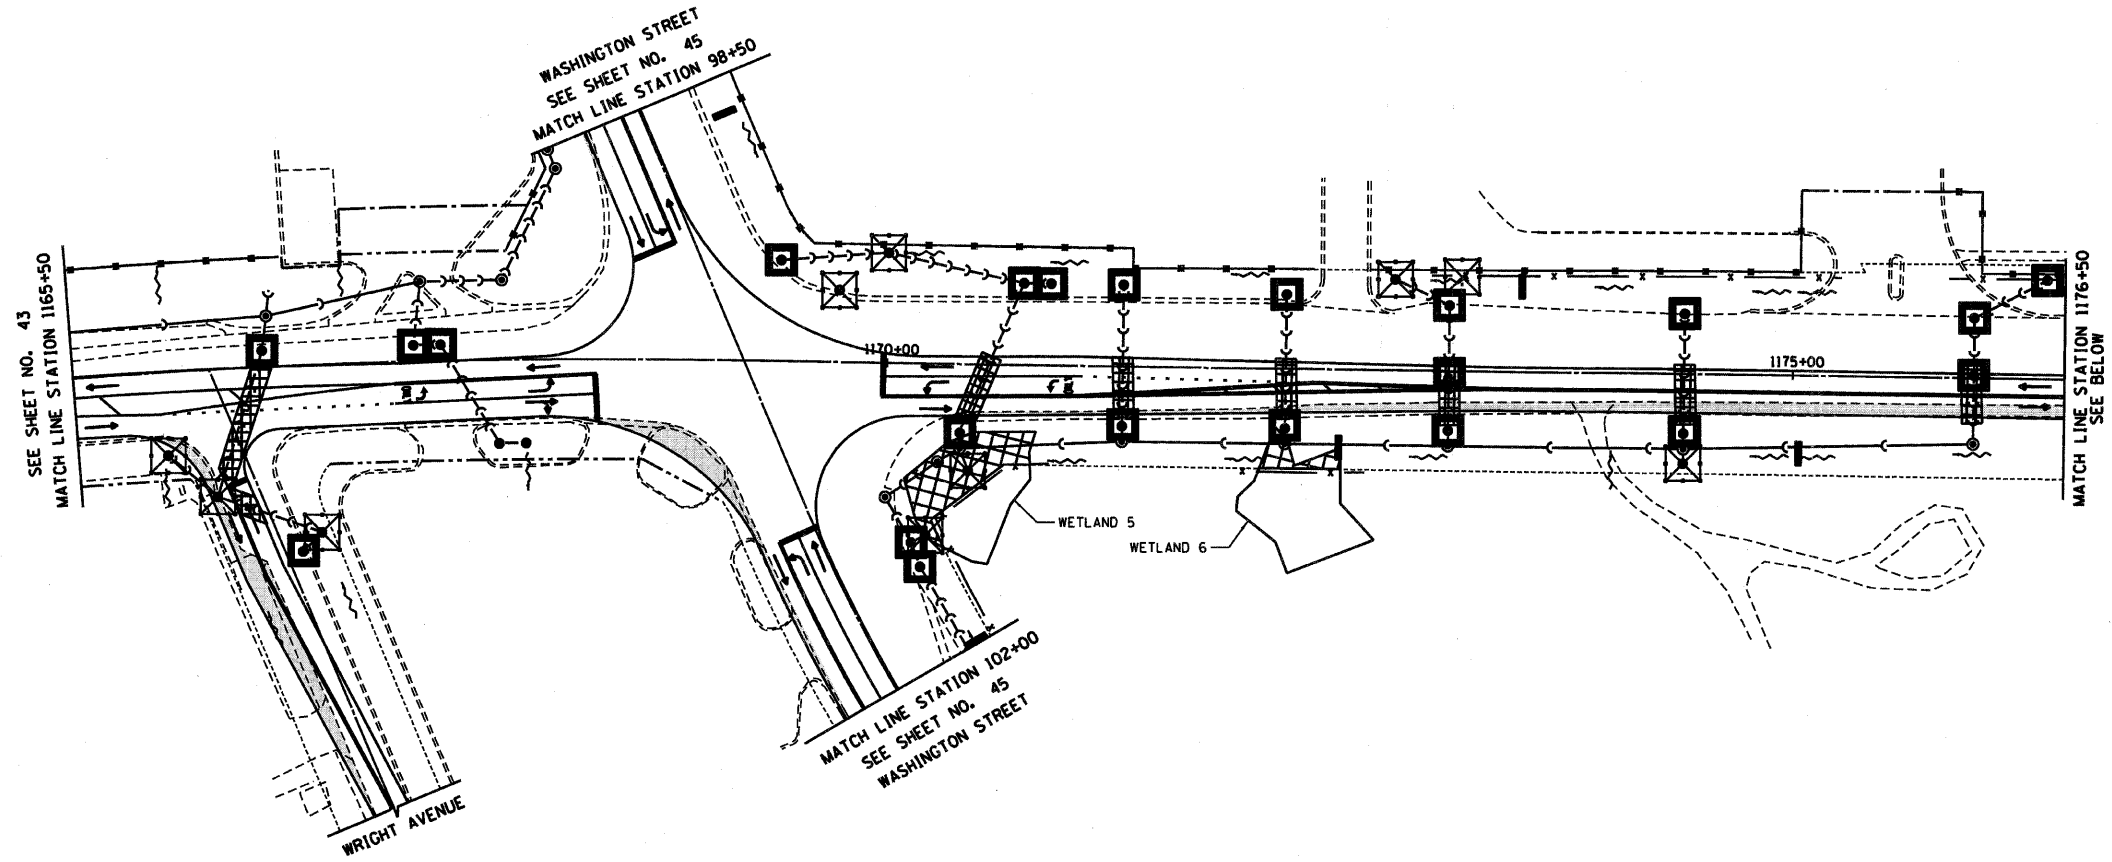 WASHINGTON STREET
SEE SHEET NO. 45
MATCH LINE STATION 98+50
SEE SHEET NO. 43
MATCH LINE STATION 1165+50
1170+00
1175+00
MATCH LINE STATION 1176+50
SEE BELOW
WETLAND 5
WETLAND 6
MATCH LINE STATION 102+00
SEE SHEET NO. 45
WASHINGTON STREET
WRIGHT AVENUE